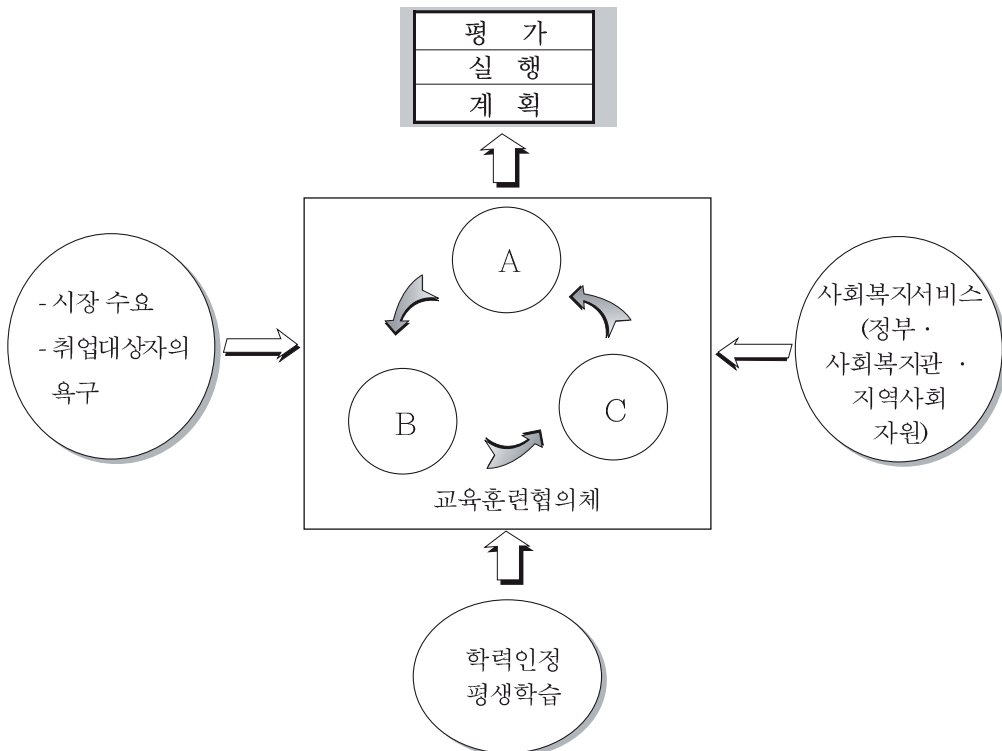 평 가
실 행
계 획
A
- 시장 수요
- 취업대상자의
욕구
B
C
교육훈련협의체
사회복지서비스
(정부 ·
사회복지관 ·
지역사회
자원)
학력인정
평생학습